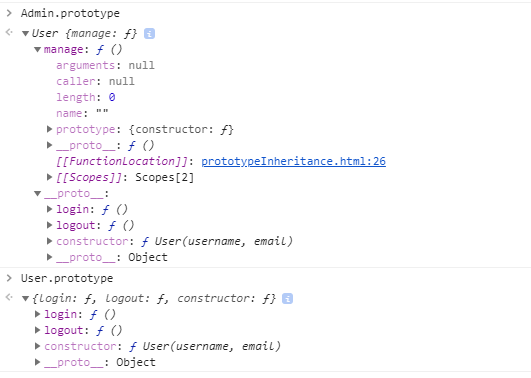 > Admin.prototype
<· ▼ User {manage: ƒ} i
▼ manage: ƒ ()
arguments: null
caller: null
length: 0
name: ""
▶ prototype: {constructor: ƒ}
▶ __proto__: ƒ ()
[[FunctionLocation]]: prototypeInheritance.html:26
▶ [[Scopes]]: Scopes[2]
▼ __proto__:
▶ login: ƒ ()
▶ logout: ƒ ()
▶ constructor: ƒ User(username, email)
▶ __proto__: Object
> User.prototype
<· ▼ {login: ƒ, logout: ƒ, constructor: ƒ} i
▶ login: ƒ ()
▶ logout: ƒ ()
▶ constructor: ƒ User(username, email)
▶ __proto__: Object